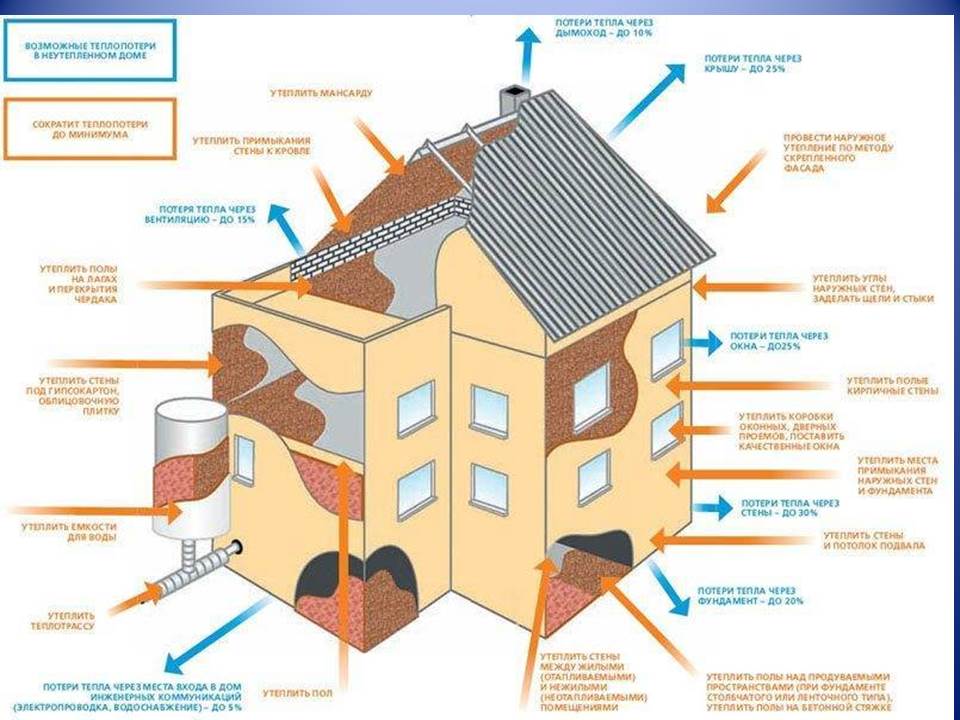 ВОЗМОЖНЫЕ ТЕПЛОПОТЕРИ
В НЕУТЕПЛЕННОМ ДОМЕ
СОКРАТИТ ТЕПЛОПОТЕРИ
ДО МИНИМУМА
ПОТЕРИ ТЕПЛА ЧЕРЕЗ
ДЫМОХОД – ДО 10%
ПОТЕРИ ТЕПЛА ЧЕРЕЗ
КРЫШУ – ДО 25%
УТЕПЛИТЬ МАНСАРДУ
УТЕПЛИТЬ ПРИМЫКАНИЯ
СТЕНЫ К КРОВЛЕ
ПРОВЕСТИ НАРУЖНОЕ
УТЕПЛЕНИЕ ПО МЕТОДУ
СКРЕПЛЕННОГО
ФАСАДА
ПОТЕРЯ ТЕПЛА ЧЕРЕЗ
ВЕНТИЛЯЦИЮ – ДО 15%
УТЕПЛИТЬ ПОЛЫ
НА ЛАГАХ
И ПЕРЕКРЫТИЯ
ЧЕРДАКА
УТЕПЛИТЬ УГЛЫ
НАРУЖНЫХ СТЕН,
ЗАДЕЛАТЬ ЩЕЛИ И СТЫКИ
ПОТЕРИ ТЕПЛА ЧЕРЕЗ
ОКНА – ДО25%
УТЕПЛИТЬ СТЕНЫ
ПОД ГИПСОКАРТОН,
ОБЛИЦОВОЧНУЮ
ПЛИТКУ
УТЕПЛИТЬ ПОЛЫЕ
КИРПИЧНЫЕ СТЕНЫ
УТЕПЛИТЬ КОРОБКИ
ОКОННЫХ, ДВЕРНЫХ
ПРОЕМОВ, ПОСТАВИТЬ
КАЧЕСТВЕННЫЕ ОКНА
УТЕПЛИТЬ МЕСТА
ПРИМЫКАНИЯ
НАРУЖНЫХ СТЕН
И ФУНДАМЕНТА
ПОТЕРИ ТЕПЛА ЧЕРЕЗ
СТЕНЫ – ДО 30%
УТЕПЛИТЬ ЕМКОСТИ
ДЛЯ ВОДЫ
УТЕПЛИТЬ СТЕНЫ
И ПОТОЛОК ПОДВАЛА
ПОТЕРИ ТЕПЛА ЧЕРЕЗ
ФУНДАМЕНТ – ДО 20%
УТЕПЛИТЬ
ТЕПЛОТРАССУ
ПОТЕРИ ТЕПЛА ЧЕРЕЗ МЕСТА ВХОДА В ДОМ
ИНЖЕНЕРНЫХ КОММУНИКАЦИЙ
(ЭЛЕКТРОПРОВОДКА, ВОДОСНАБЖЕНИЕ) – ДО 5%
УТЕПЛИТЬ ПОЛ
УТЕПЛИТЬ СТЕНЫ
МЕЖДУ ЖИЛЫМИ
(ОТАПЛИВАЕМЫМИ)
И НЕЖИЛЫМИ
(НЕОТАПЛИВАЕМЫМИ)
ПОМЕЩЕНИЯМИ
УТЕПЛИТЬ ПОЛЫ НАД ПРОДУВАЕМЫМИ
ПРОСТРАНСТВАМИ (ПРИ ФУНДАМЕНТЕ
СТОЛБЧАТОГО ИЛИ ЛЕНТОЧНОГО ТИПА),
УТЕПЛИТЬ ПОЛЫ НА БЕТОННОЙ СТЯЖКЕ